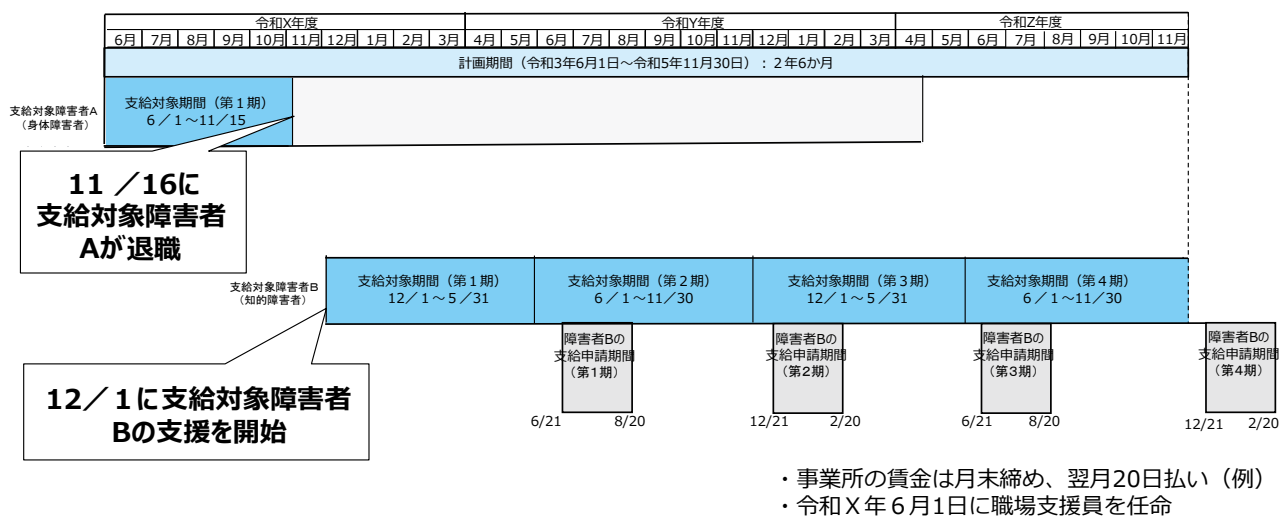 令和X年度 令和Y年度 令和Z年度
6月 7月 8月 9月 10月 11月 12月 1月 2月 3月 4月 5月 6月 7月 8月 9月 10月 11月 12月 1月 2月 3月 4月 5月 6月 7月 8月 9月 10月 11月
計画期間（令和3年6月1日～令和5年11月30日）：２年6か月
支給対象障害者A
（身体障害者）
支給対象期間（第１期）
６／１～11／15
11 ／16に
支給対象障害者
Aが退職
支給対象障害者B
（知的障害者）
支給対象期間（第１期）
12／１～５／31
支給対象期間（第２期）
６／１～11／30
支給対象期間（第３期）
12／１～５／31
支給対象期間（第４期）
６／１～11／30
12／１に支給対象障害者
Bの支援を開始
障害者Bの
支給申請期間
（第1期）
6/21 8/20
障害者Bの
支給申請期間
（第2期）
12/21 2/20
障害者Bの
支給申請期間
（第3期）
6/21 8/20
障害者Bの
支給申請期間
（第4期）
12/21 2/20
・事業所の賃金は月末締め、翌月20日払い（例）
・令和Ｘ年６月1日に職場支援員を任命